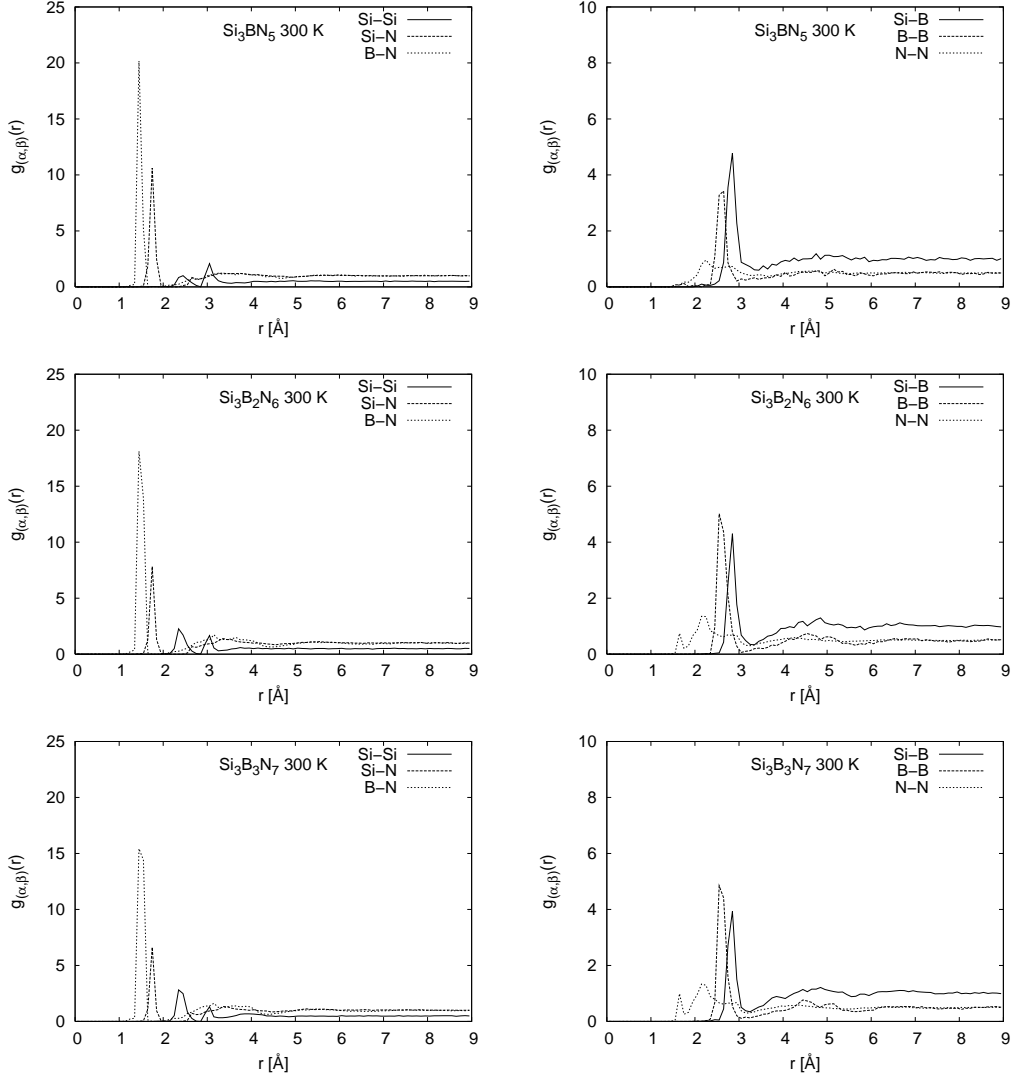 Si₃BN₅ 300 K
Si–Si
Si–N
B–N
25
20
15
10
5
0
g(α,β)(r)
0 1 2 3 4 5 6 7 8 9
r [Å]
Si₃BN₅ 300 K
Si–B
B–B
N–N
10
8
6
4
2
0
g(α,β)(r)
0 1 2 3 4 5 6 7 8 9
r [Å]
Si₃B₂N₆ 300 K
Si–Si
Si–N
B–N
25
20
15
10
5
0
g(α,β)(r)
0 1 2 3 4 5 6 7 8 9
r [Å]
Si₃B₂N₆ 300 K
Si–B
B–B
N–N
10
8
6
4
2
0
g(α,β)(r)
0 1 2 3 4 5 6 7 8 9
r [Å]
Si₃B₃N₇ 300 K
Si–Si
Si–N
B–N
25
20
15
10
5
0
g(α,β)(r)
0 1 2 3 4 5 6 7 8 9
r [Å]
Si₃B₃N₇ 300 K
Si–B
B–B
N–N
10
8
6
4
2
0
g(α,β)(r)
0 1 2 3 4 5 6 7 8 9
r [Å]